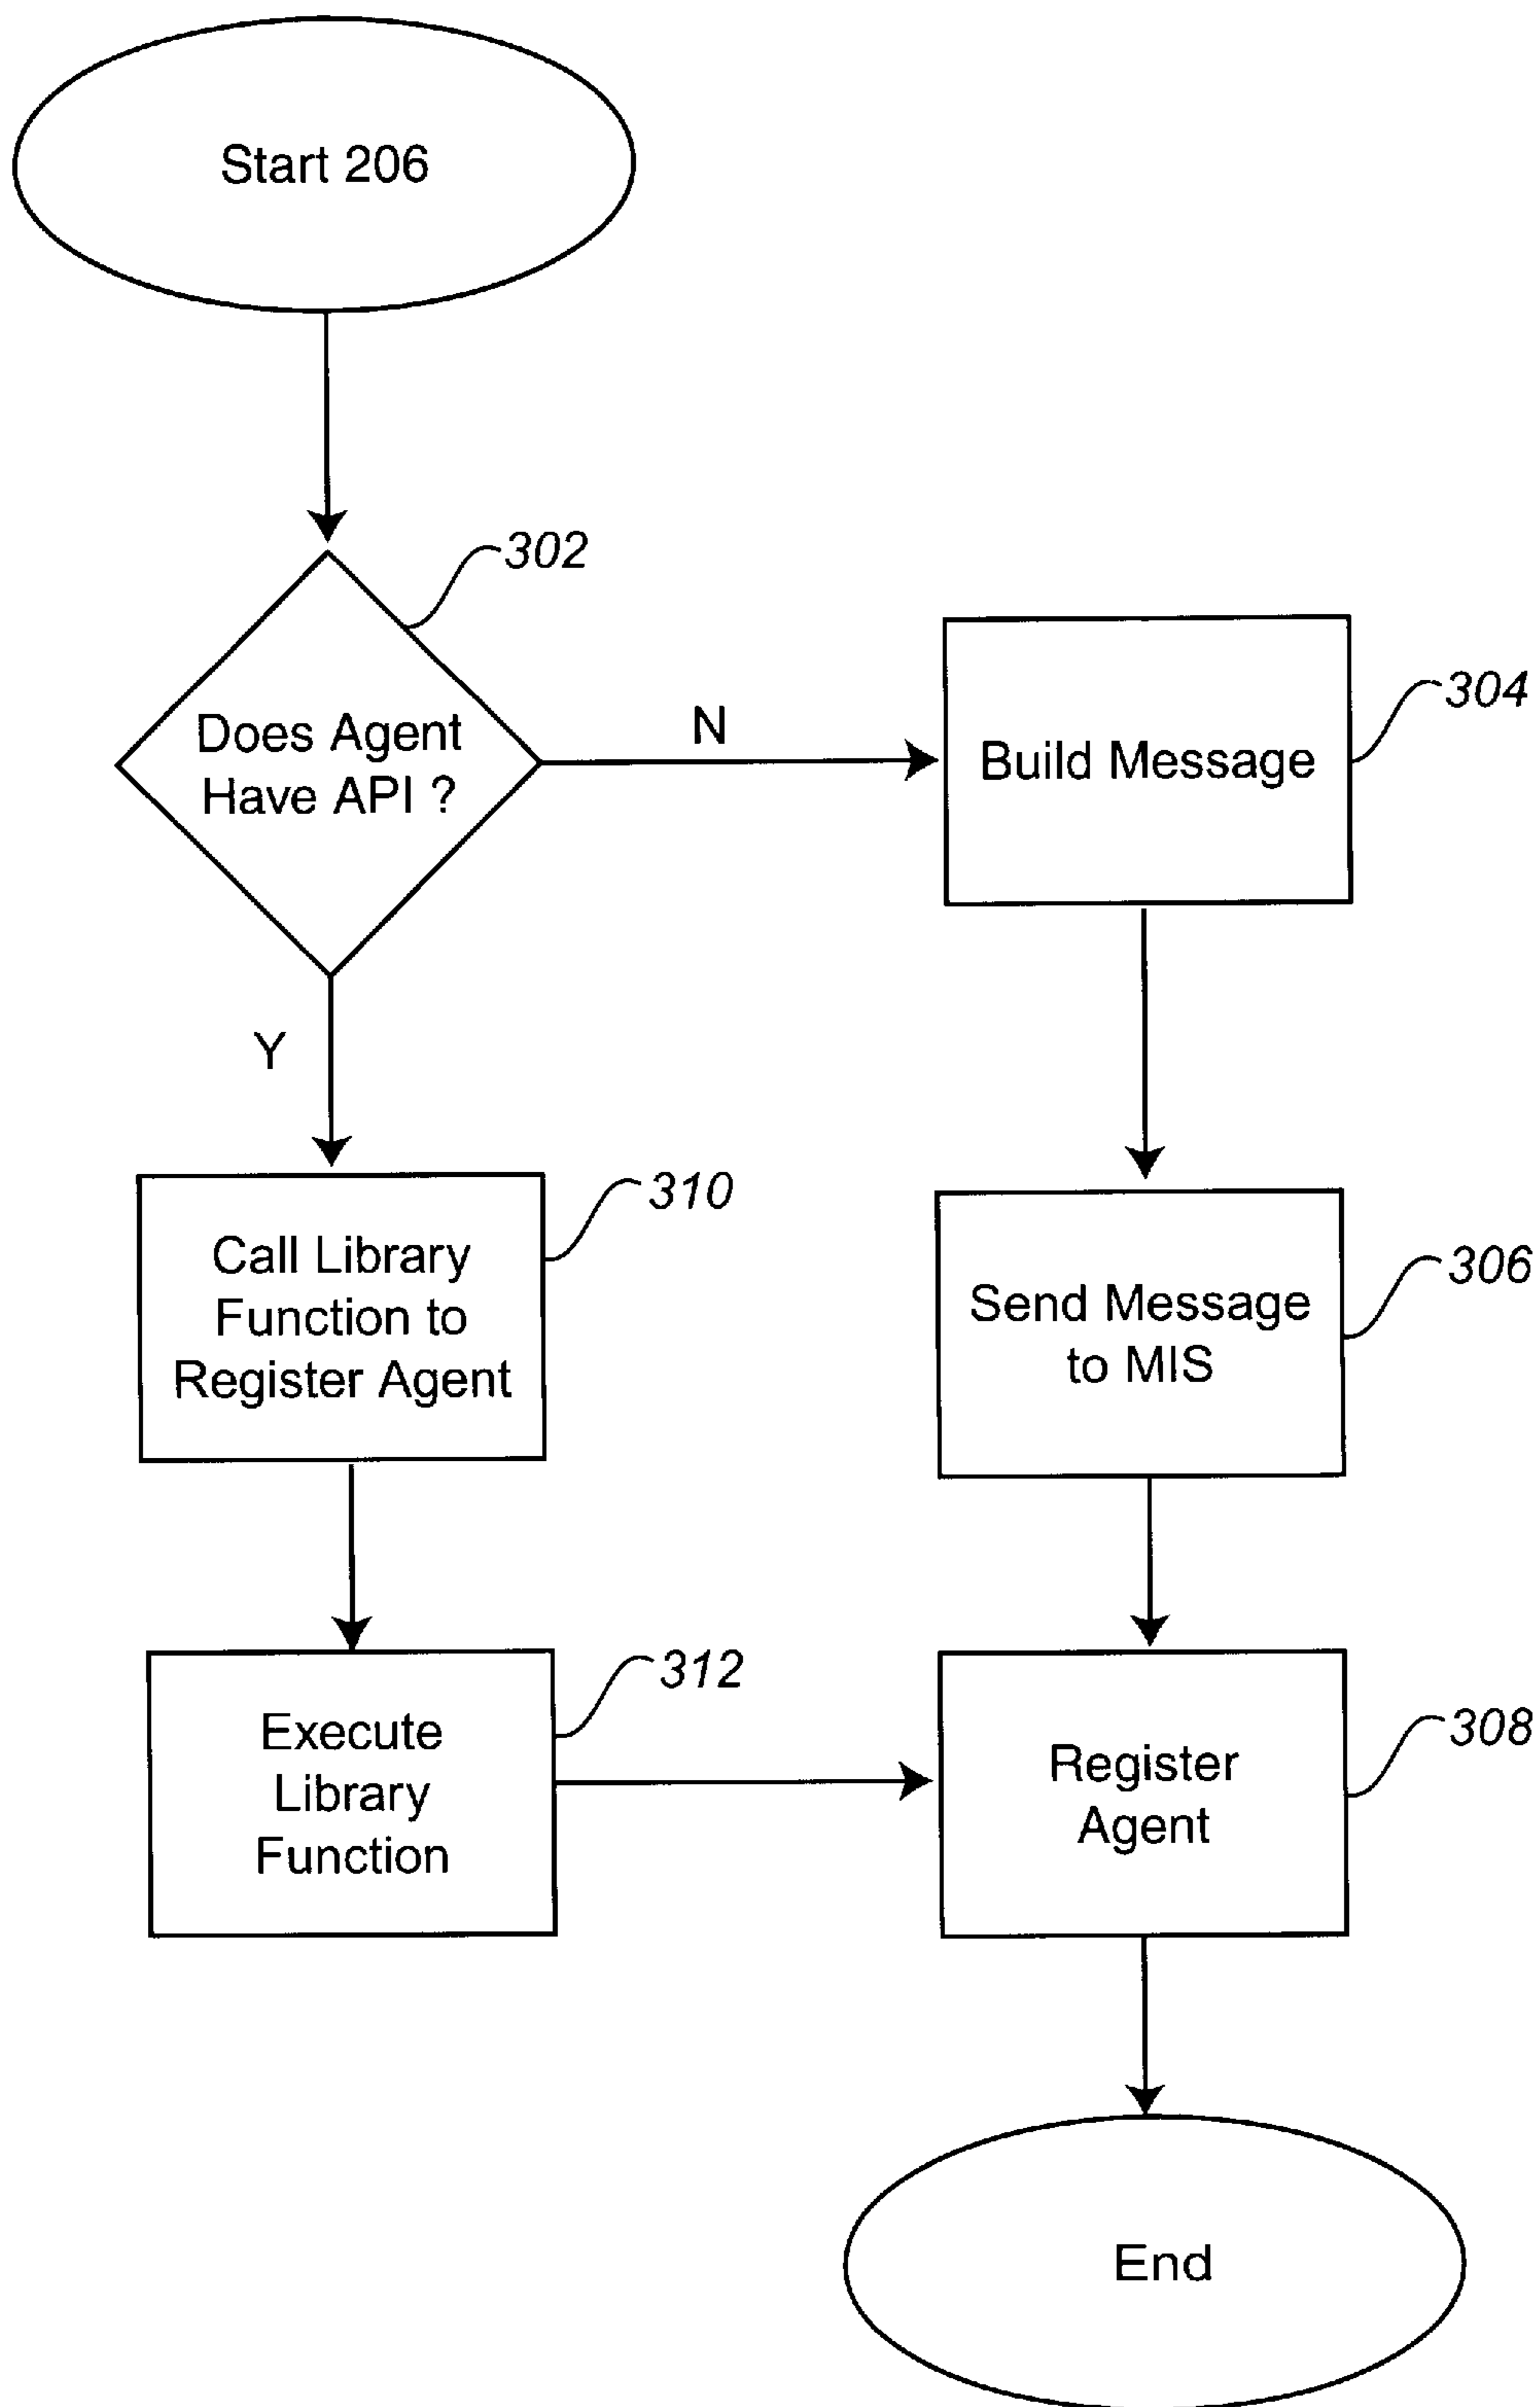 Start 206
302
Does Agent
Have API ?
N
Build Message
304
Y
Call Library
Function to
Register Agent
310
Send Message
to MIS
306
Execute
Library
Function
312
Register
Agent
308
End